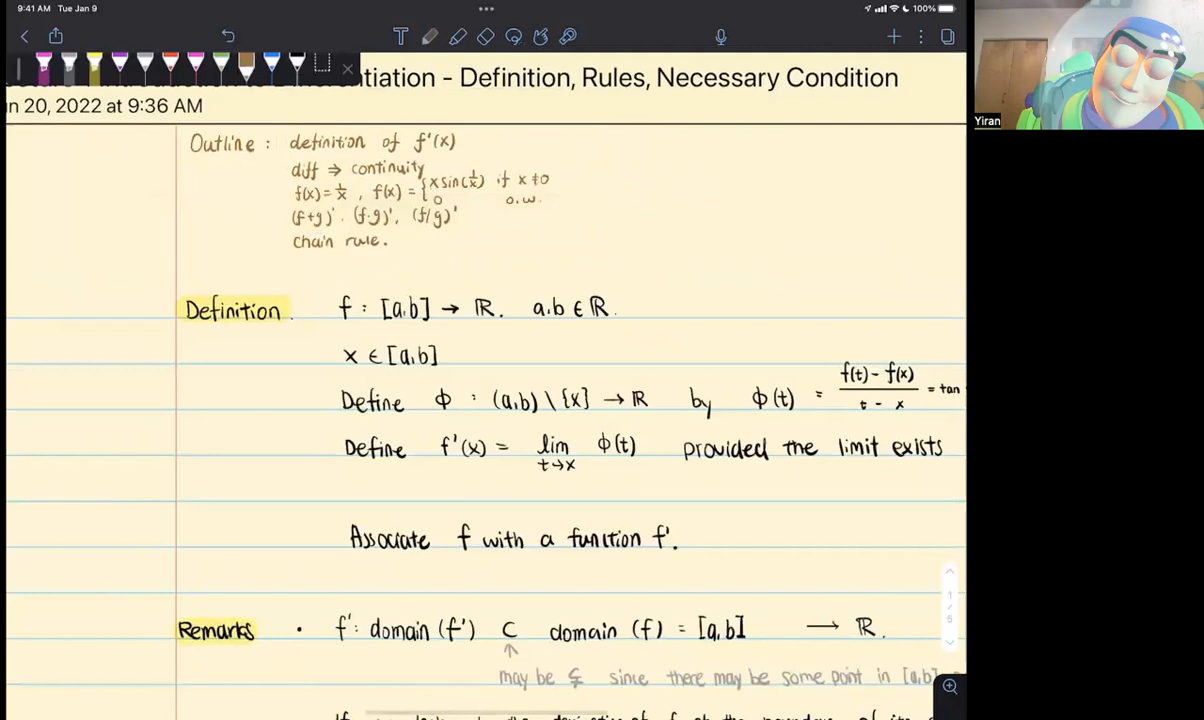 9:41 AM Tue Jan 9
100%
tiation - Definition, Rules, Necessary Condition
n 20, 2022 at 9:36 AM
Yiran
Outline : definition of f'(x)
diff ⇒ continuity
f(x) = 1/x , f(x) = { x sin(1/x) if x ≠ 0
0 o.w.
(f+g)' . (f·g)', (f/g)'
chain rule.
Definition. f : [a,b] → ℝ. a,b ∈ ℝ.
x ∈ [a,b]
Define ϕ : (a,b) \ {x} → ℝ by ϕ(t) = f(t) - f(x) / t - x = tan
Define f'(x) = lim t→x ϕ(t) provided the limit exists
Associate f with a function f'.
Remarks • f' : domain (f') ⊂ domain (f) = [a,b] → ℝ.
↑
may be ⊊ since there may be some point in [a,b]
1 / 6